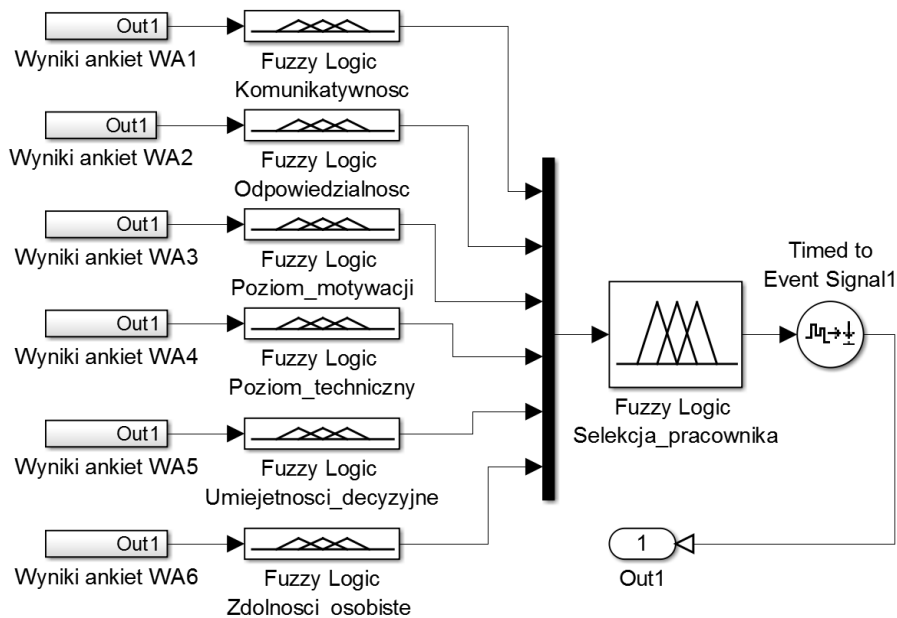 Out1
Wyniki ankiet WA1
Fuzzy Logic
Komunikatywnosc
Out1
Wyniki ankiet WA2
Fuzzy Logic
Odpowiedzialnosc
Out1
Wyniki ankiet WA3
Fuzzy Logic
Poziom_motywacji
Out1
Wyniki ankiet WA4
Fuzzy Logic
Poziom_techniczny
Out1
Wyniki ankiet WA5
Fuzzy Logic
Umiejetnosci_decyzyjne
Out1
Wyniki ankiet WA6
Fuzzy Logic
Zdolnosci_osobiste
Fuzzy Logic
Selekcja_pracownika
Timed to
Event Signal1
1
Out1